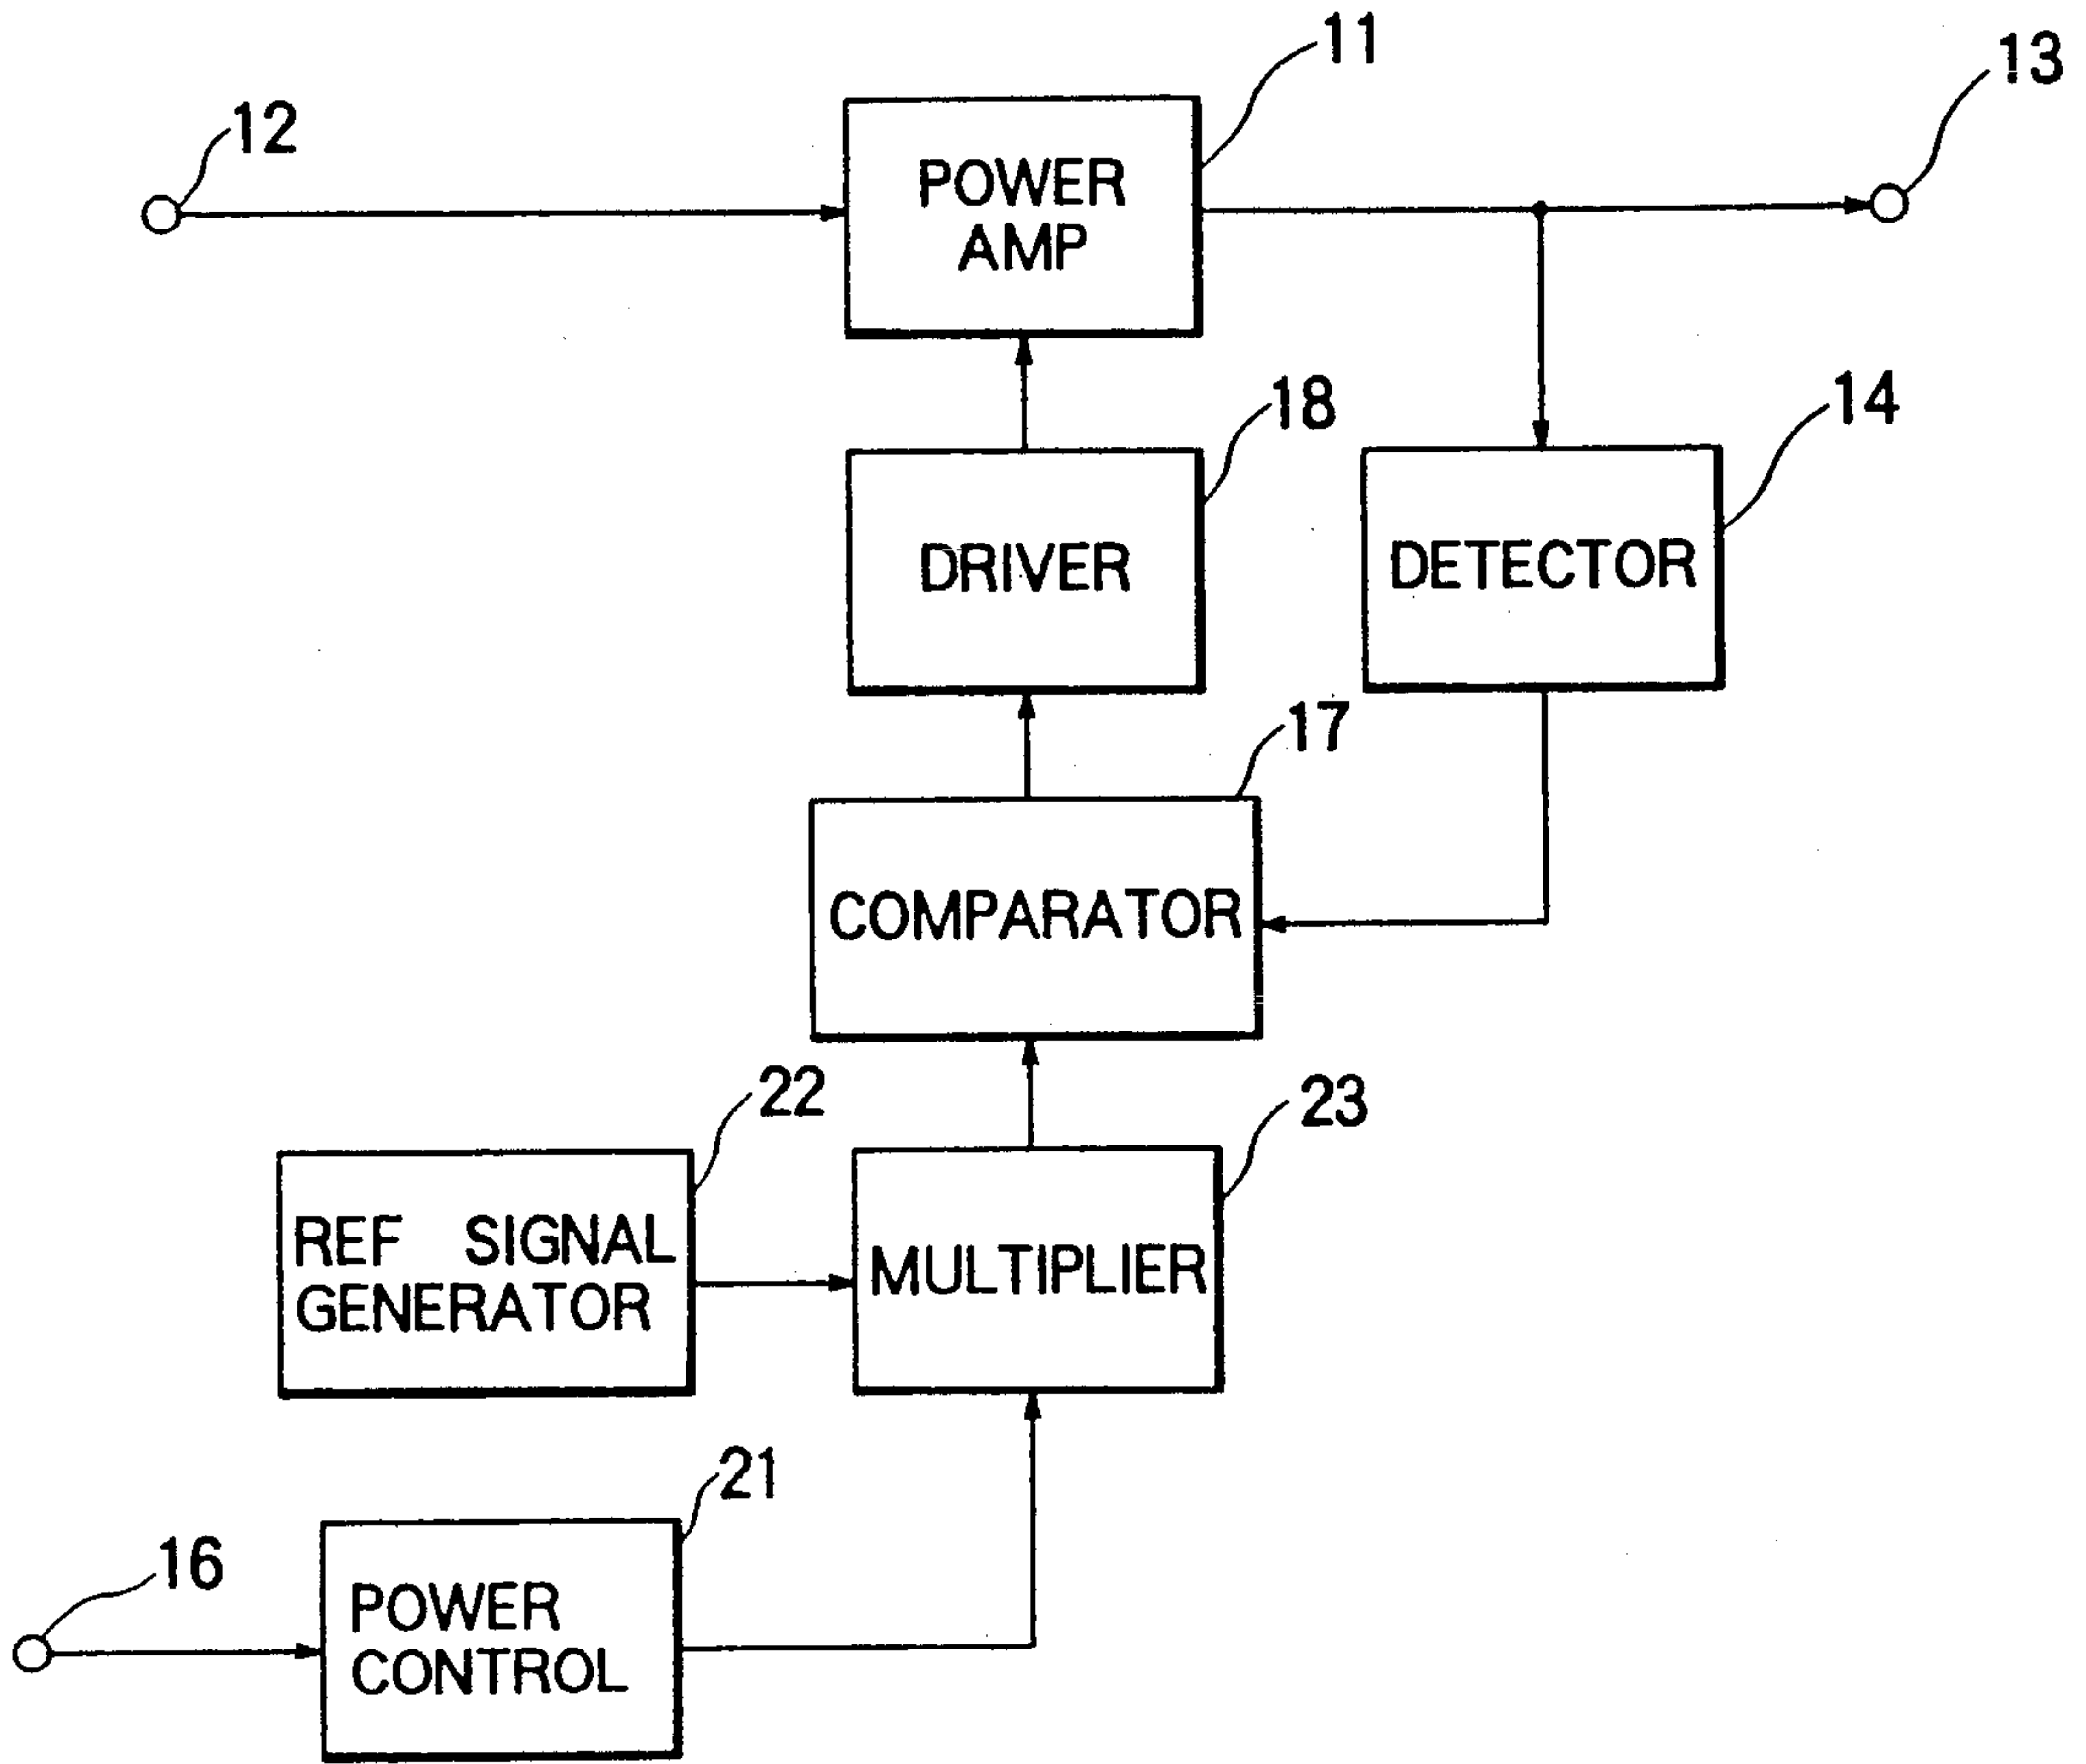 11
13
12
POWER
AMP
18
14
DRIVER
DETECTOR
17
COMPARATOR
22
23
REF SIGNAL
GENERATOR
MULTIPLIER
21
16
POWER
CONTROL